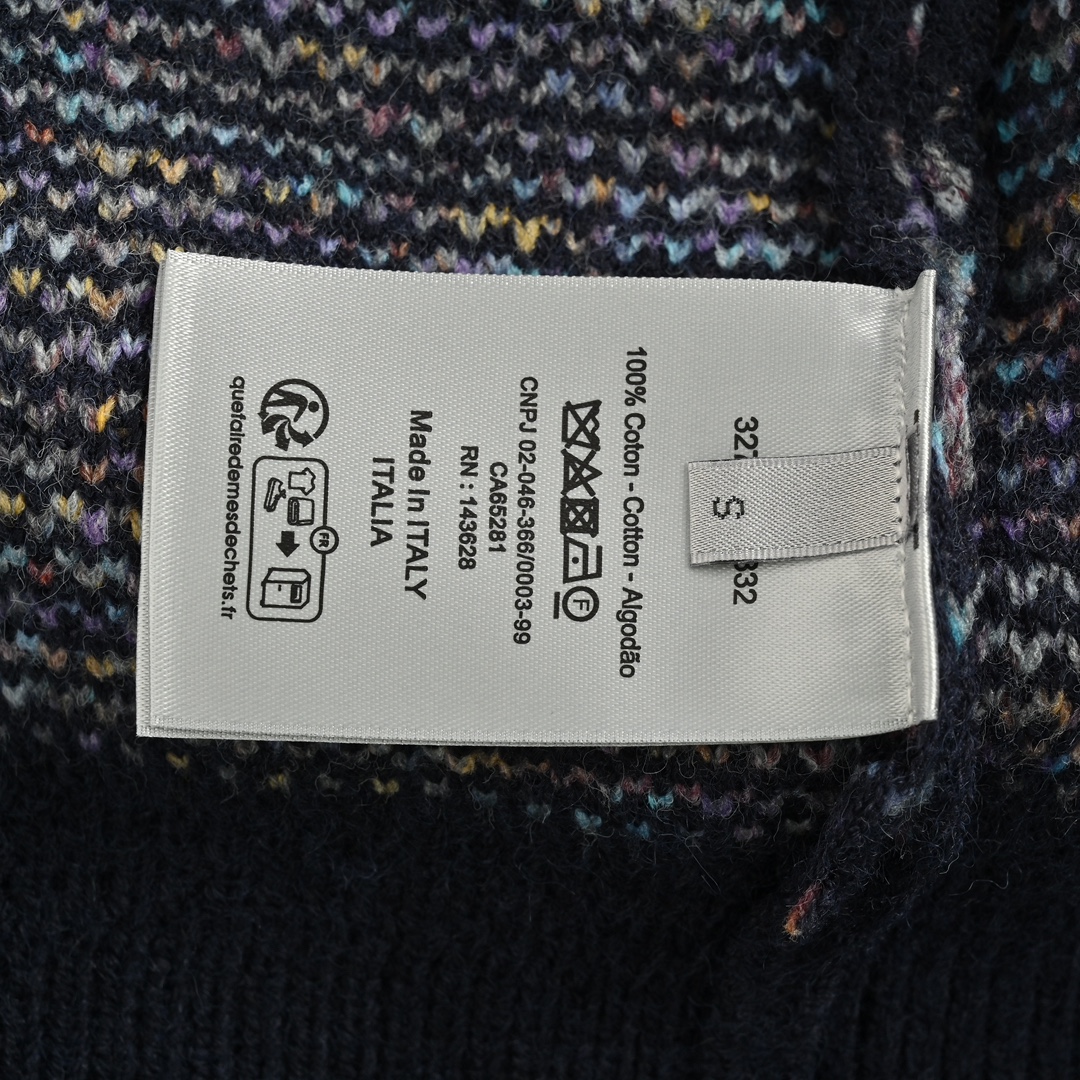 S
100% Coton - Cotton - Algodão
F
CNPJ 02-046-366/0003-99
CA65281
RN : 143628
Made In ITALY
ITALIA
FR
quefairedemesdechets.fr